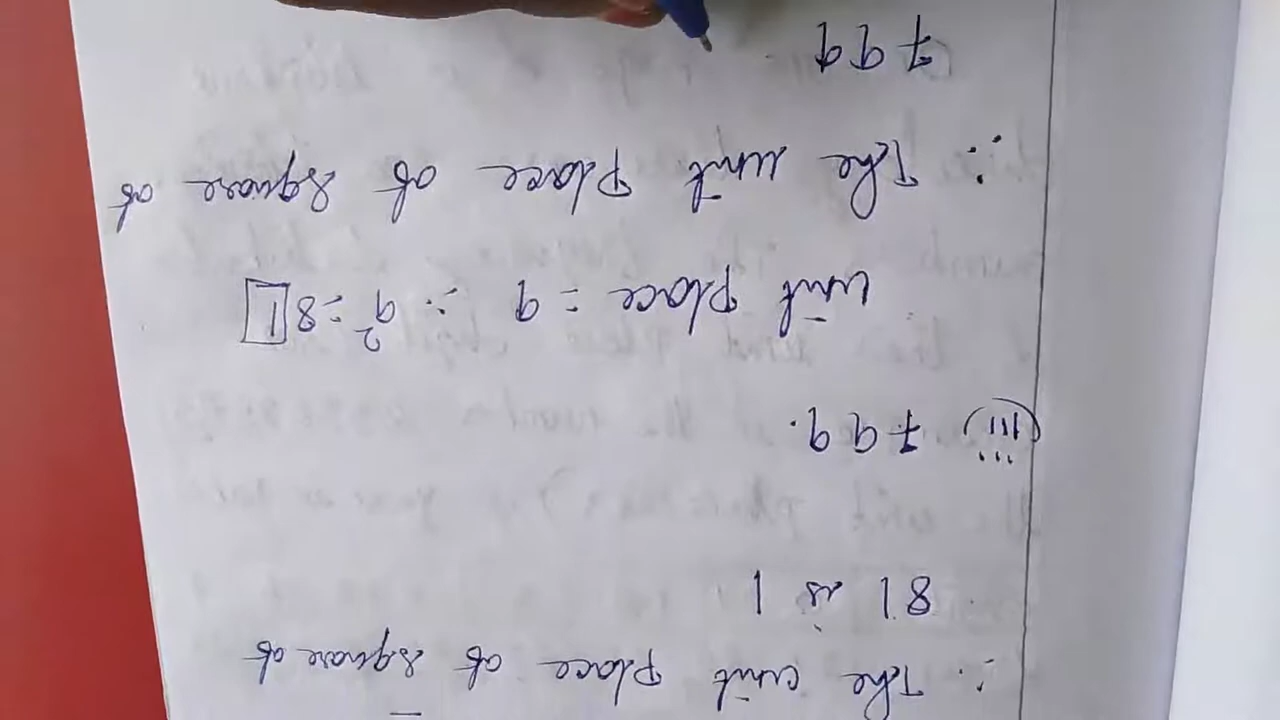 ∴ The unit Place of square of
81 is 1
(iii) 799.
unit Place = 9 ∴ 9² = 81
∴ The unit Place of square of
799